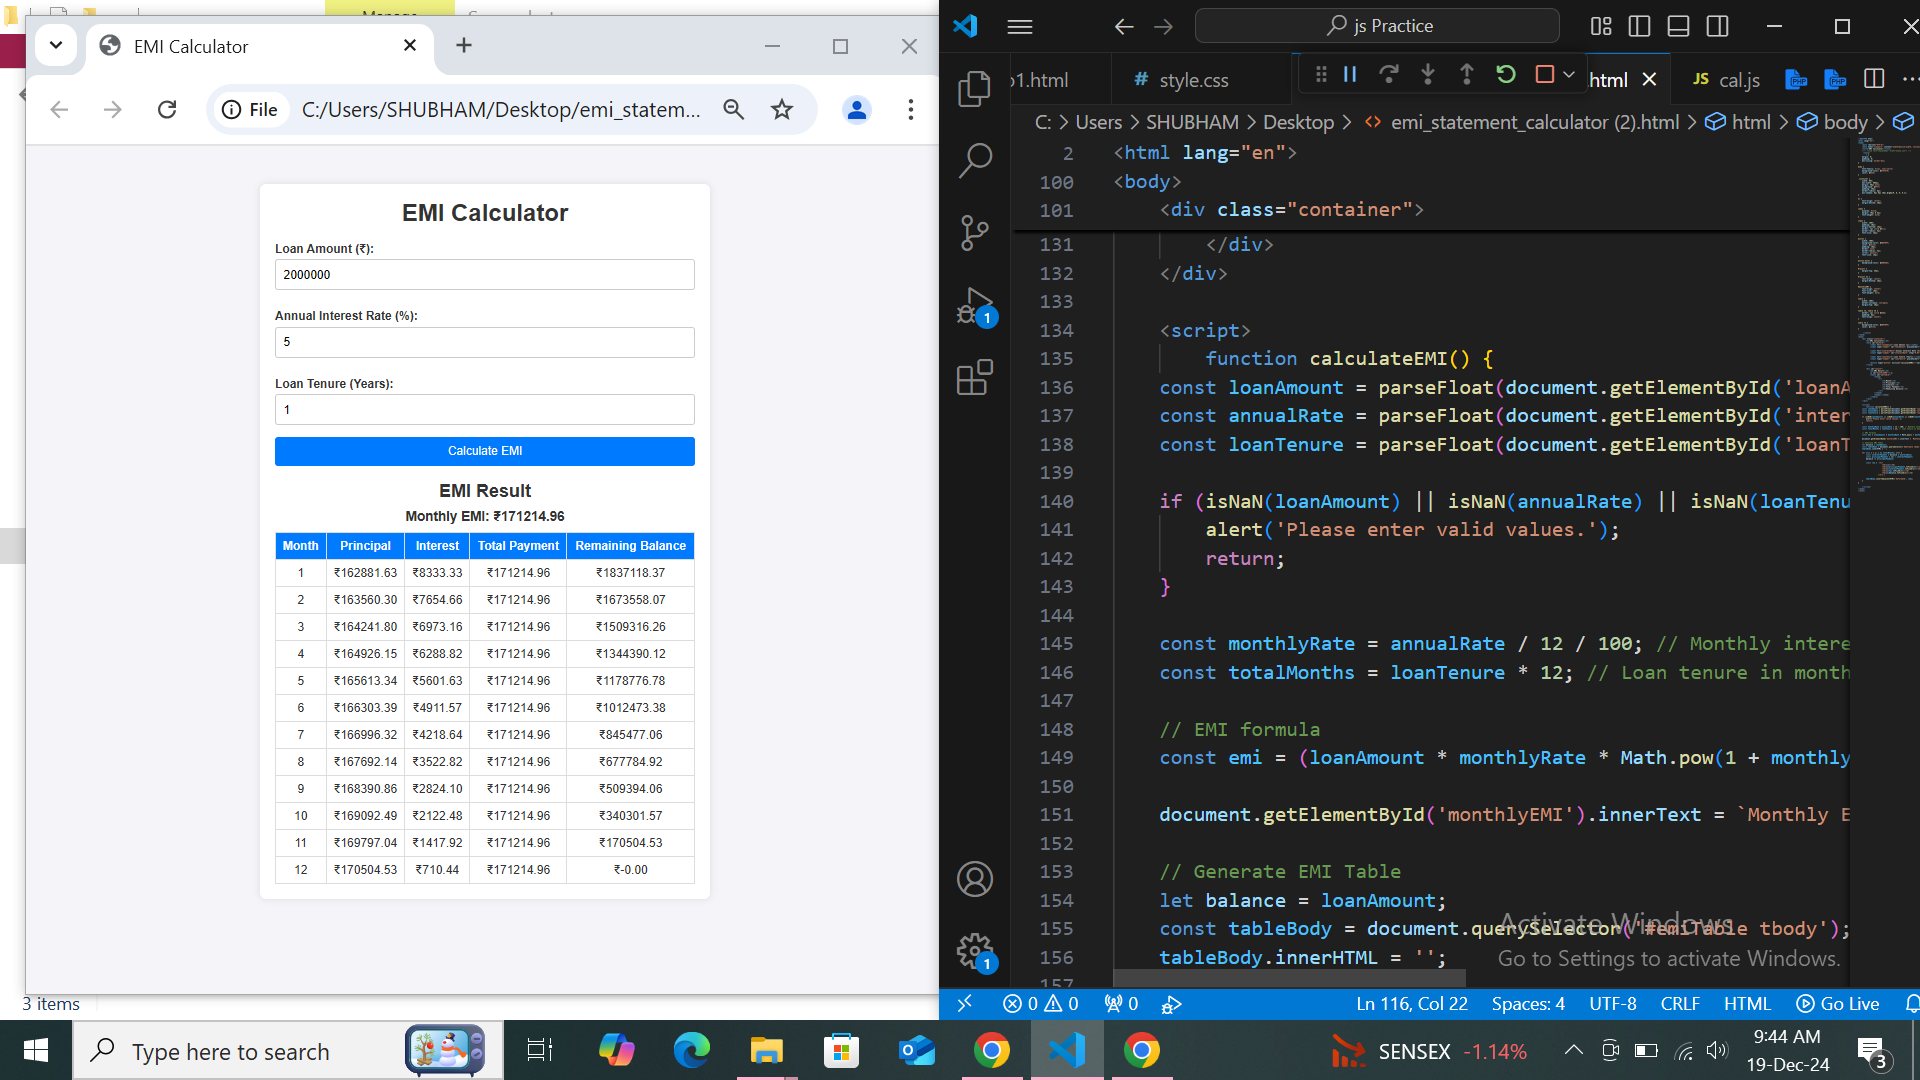 EMI Calculator
File
C:/Users/SHUBHAM/Desktop/emi_statem...
EMI Calculator
Loan Amount (₹):
2000000
Annual Interest Rate (%):
5
Loan Tenure (Years):
1
Calculate EMI
EMI Result
Monthly EMI: ₹171214.96
Month Principal Interest Total Payment Remaining Balance
1 ₹162881.63 ₹8333.33 ₹171214.96 ₹1837118.37
2 ₹163560.30 ₹7654.66 ₹171214.96 ₹1673558.07
3 ₹164241.80 ₹6973.16 ₹171214.96 ₹1509316.26
4 ₹164926.15 ₹6288.82 ₹171214.96 ₹1344390.12
5 ₹165613.34 ₹5601.63 ₹171214.96 ₹1178776.78
6 ₹166303.39 ₹4911.57 ₹171214.96 ₹1012473.38
7 ₹166996.32 ₹4218.64 ₹171214.96 ₹845477.06
8 ₹167692.14 ₹3522.82 ₹171214.96 ₹677784.92
9 ₹168390.86 ₹2824.10 ₹171214.96 ₹509394.06
10 ₹169092.49 ₹2122.48 ₹171214.96 ₹340301.57
11 ₹169797.04 ₹1417.92 ₹171214.96 ₹170504.53
12 ₹170504.53 ₹710.44 ₹171214.96 ₹-0.00
3 items
js Practice
1.html # style.css html JS cal.js
C: > Users > SHUBHAM > Desktop > <> emi_statement_calculator (2).html > html > body >
2 <html lang="en">
100 <body>
101 <div class="container">
131 </div>
132 </div>
133
134 <script>
135 function calculateEMI() {
136 const loanAmount = parseFloat(document.getElementById('loanA
137 const annualRate = parseFloat(document.getElementById('inter
138 const loanTenure = parseFloat(document.getElementById('loanT
139
140 if (isNaN(loanAmount) || isNaN(annualRate) || isNaN(loanTenu
141 alert('Please enter valid values.');
142 return;
143 }
144
145 const monthlyRate = annualRate / 12 / 100; // Monthly intere
146 const totalMonths = loanTenure * 12; // Loan tenure in month
147
148 // EMI formula
149 const emi = (loanAmount * monthlyRate * Math.pow(1 + monthly
150
151 document.getElementById('monthlyEMI').innerText = `Monthly E
152
153 // Generate EMI Table
154 let balance = loanAmount;
155 const tableBody = document.querySelector('#emiTable tbody');
156 tableBody.innerHTML = '';
157
Activate Windows
Go to Settings to activate Windows.
1
1
0 0 0 Ln 116, Col 22 Spaces: 4 UTF-8 CRLF HTML Go Live
Type here to search
SENSEX -1.14%
9:44 AM
19-Dec-24
3